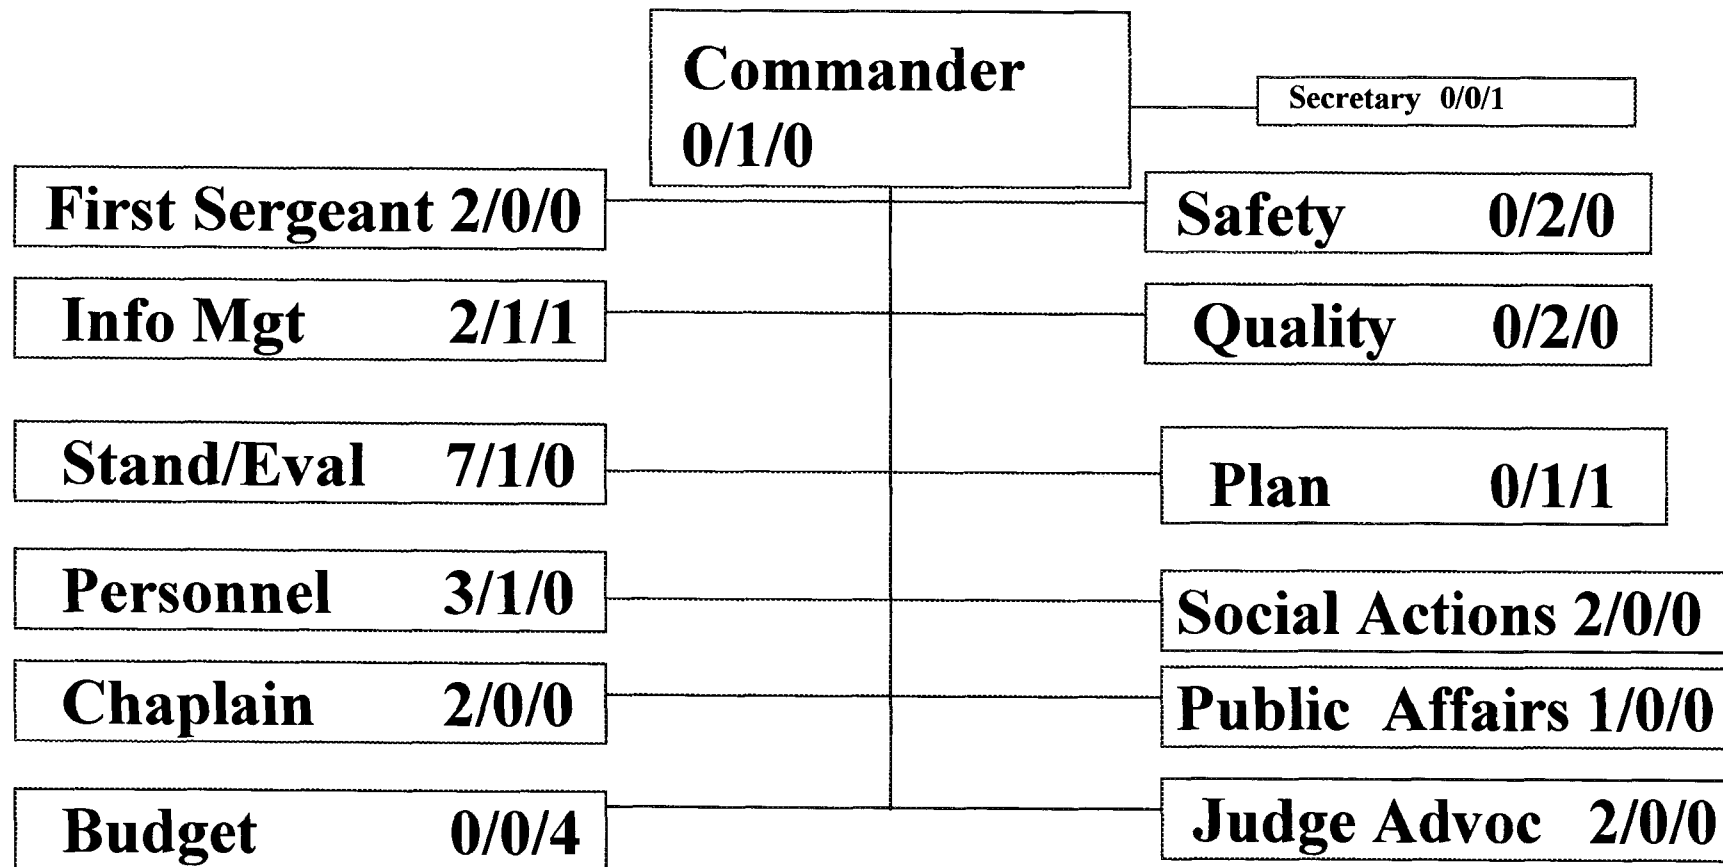 Commander
0/1/0
Secretary 0/0/1
First Sergeant 2/0/0
Safety 0/2/0
Info Mgt 2/1/1
Quality 0/2/0
Stand/Eval 7/1/0
Plan 0/1/1
Personnel 3/1/0
Social Actions 2/0/0
Chaplain 2/0/0
Public Affairs 1/0/0
Budget 0/0/4
Judge Advoc 2/0/0